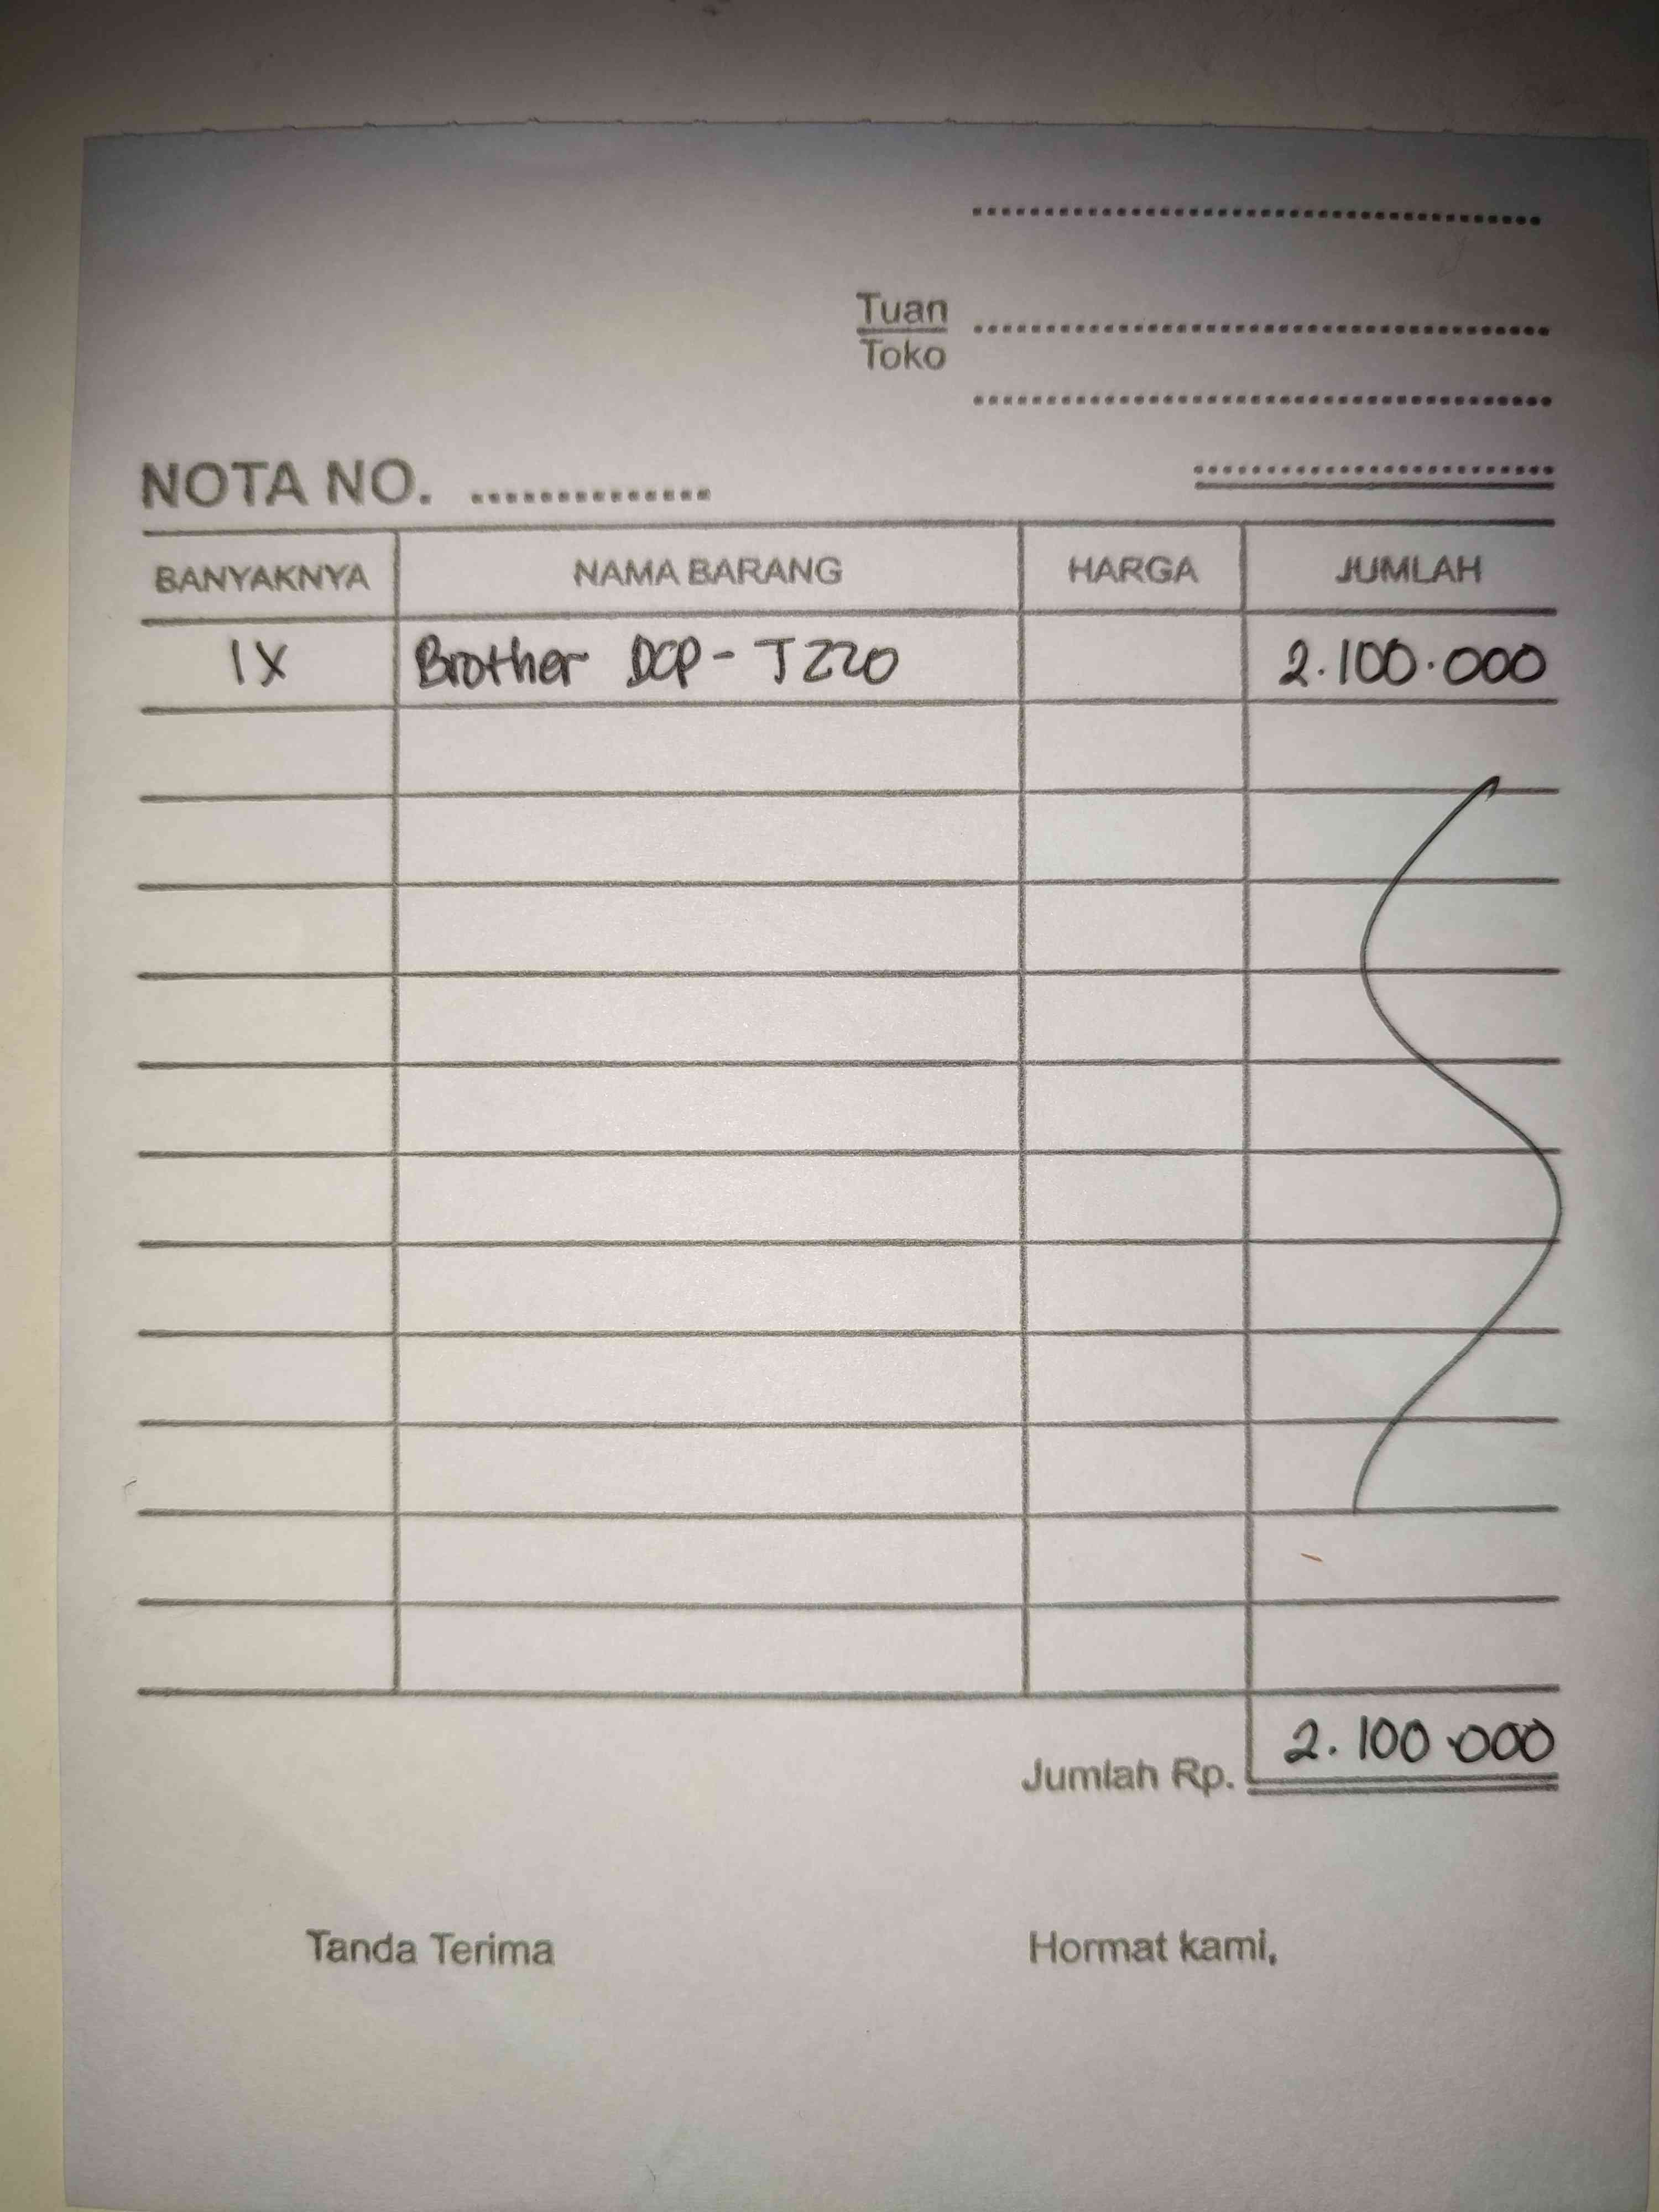 Tuan
Toko
NOTA NO. ..............
BANYAKNYA NAMA BARANG HARGA JUMLAH
1X Brother DCP-T220 2.100.000
Jumlah Rp. 2.100.000
Tanda Terima Hormat kami,